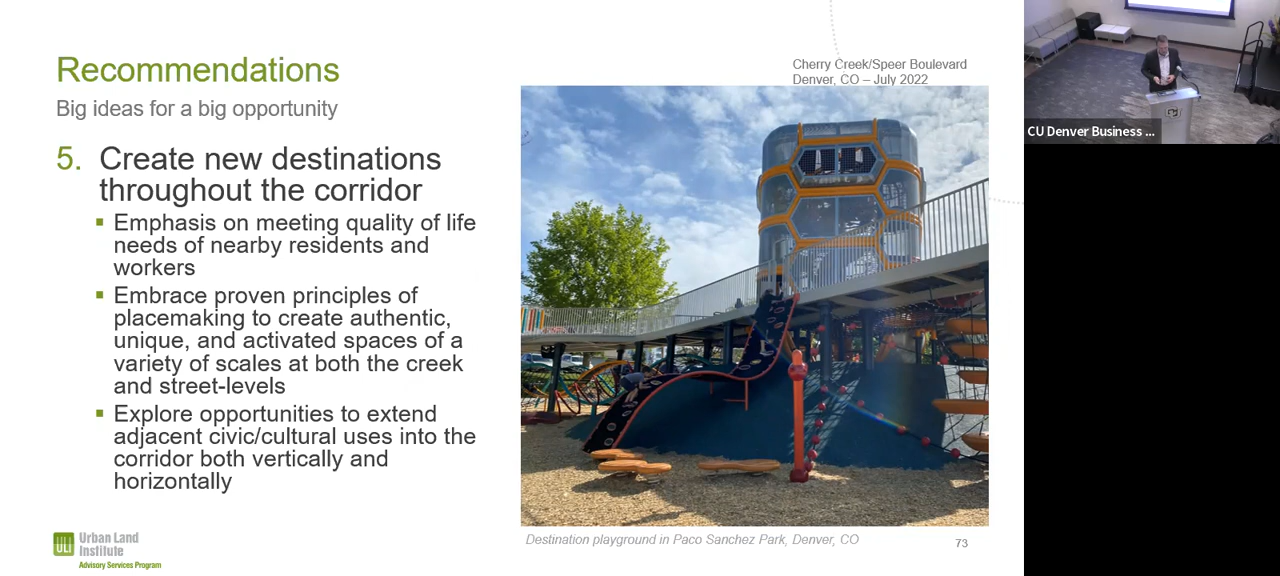 Recommendations
Big ideas for a big opportunity
Cherry Creek/Speer Boulevard
Denver, CO – July 2022
5. Create new destinations
throughout the corridor
▪ Emphasis on meeting quality of life
needs of nearby residents and
workers
▪ Embrace proven principles of
placemaking to create authentic,
unique, and activated spaces of a
variety of scales at both the creek
and street-levels
▪ Explore opportunities to extend
adjacent civic/cultural uses into the
corridor both vertically and
horizontally
ULI Urban Land
Institute
Advisory Services Program
Destination playground in Paco Sanchez Park, Denver, CO
73
CU Denver Business ...